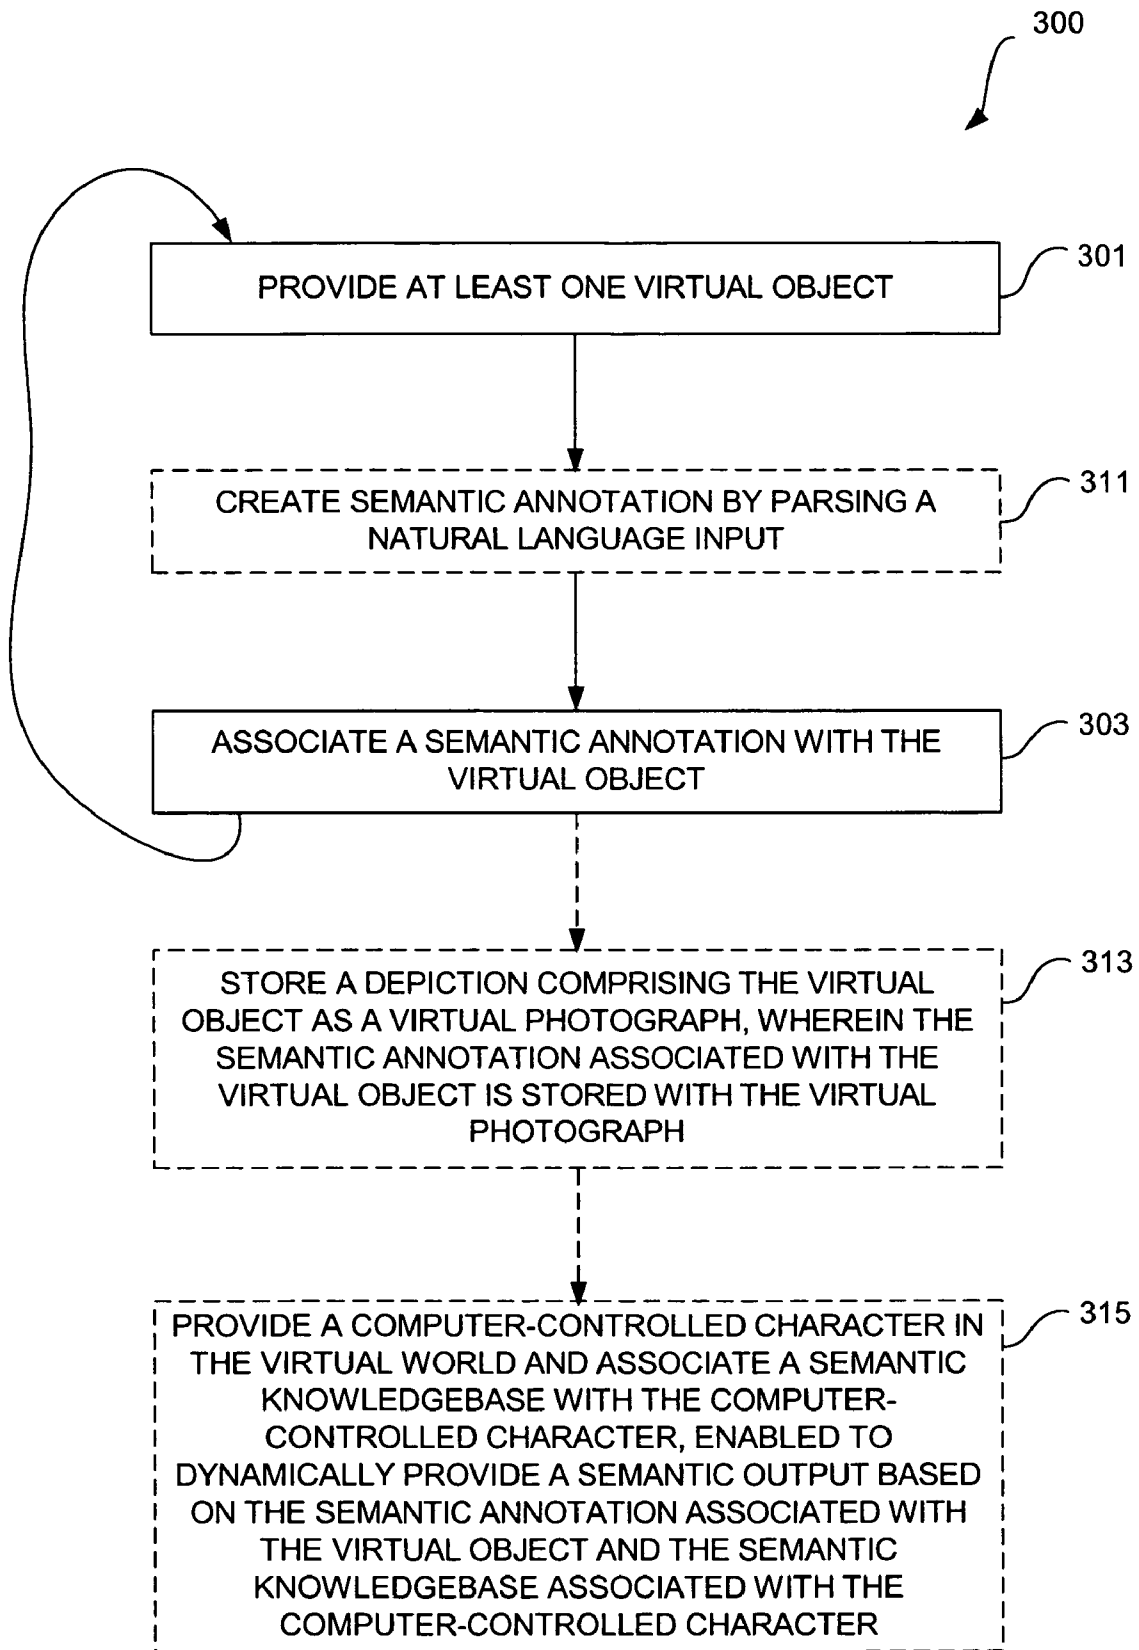 300
PROVIDE AT LEAST ONE VIRTUAL OBJECT
301
CREATE SEMANTIC ANNOTATION BY PARSING A
NATURAL LANGUAGE INPUT
311
ASSOCIATE A SEMANTIC ANNOTATION WITH THE
VIRTUAL OBJECT
303
STORE A DEPICTION COMPRISING THE VIRTUAL
OBJECT AS A VIRTUAL PHOTOGRAPH, WHEREIN THE
SEMANTIC ANNOTATION ASSOCIATED WITH THE
VIRTUAL OBJECT IS STORED WITH THE VIRTUAL
PHOTOGRAPH
313
PROVIDE A COMPUTER-CONTROLLED CHARACTER IN
THE VIRTUAL WORLD AND ASSOCIATE A SEMANTIC
KNOWLEDGEBASE WITH THE COMPUTER-
CONTROLLED CHARACTER, ENABLED TO
DYNAMICALLY PROVIDE A SEMANTIC OUTPUT BASED
ON THE SEMANTIC ANNOTATION ASSOCIATED WITH
THE VIRTUAL OBJECT AND THE SEMANTIC
KNOWLEDGEBASE ASSOCIATED WITH THE
COMPUTER-CONTROLLED CHARACTER
315